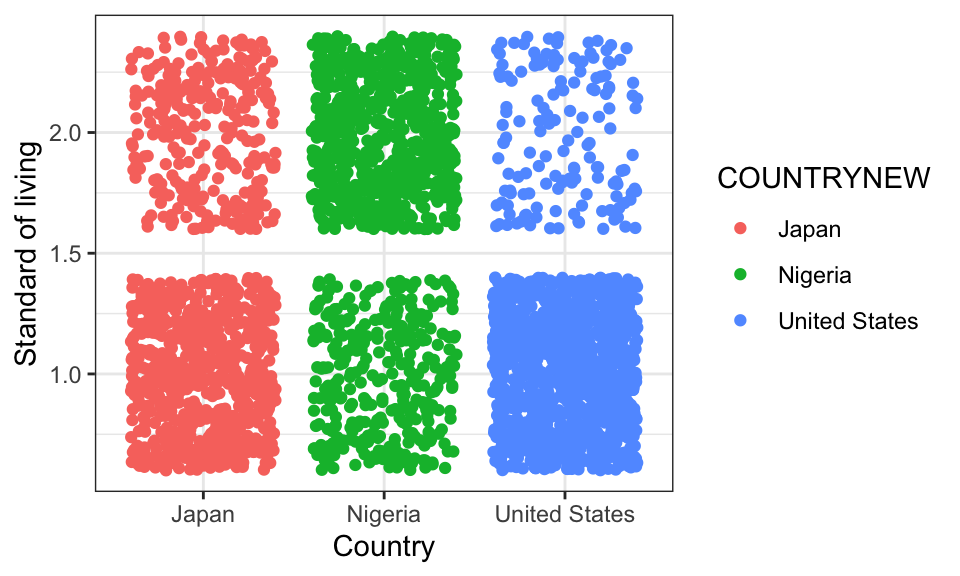 2.0
1.5
1.0
Standard of living
Japan
Nigeria
United States
Country
COUNTRYNEW
Japan
Nigeria
United States